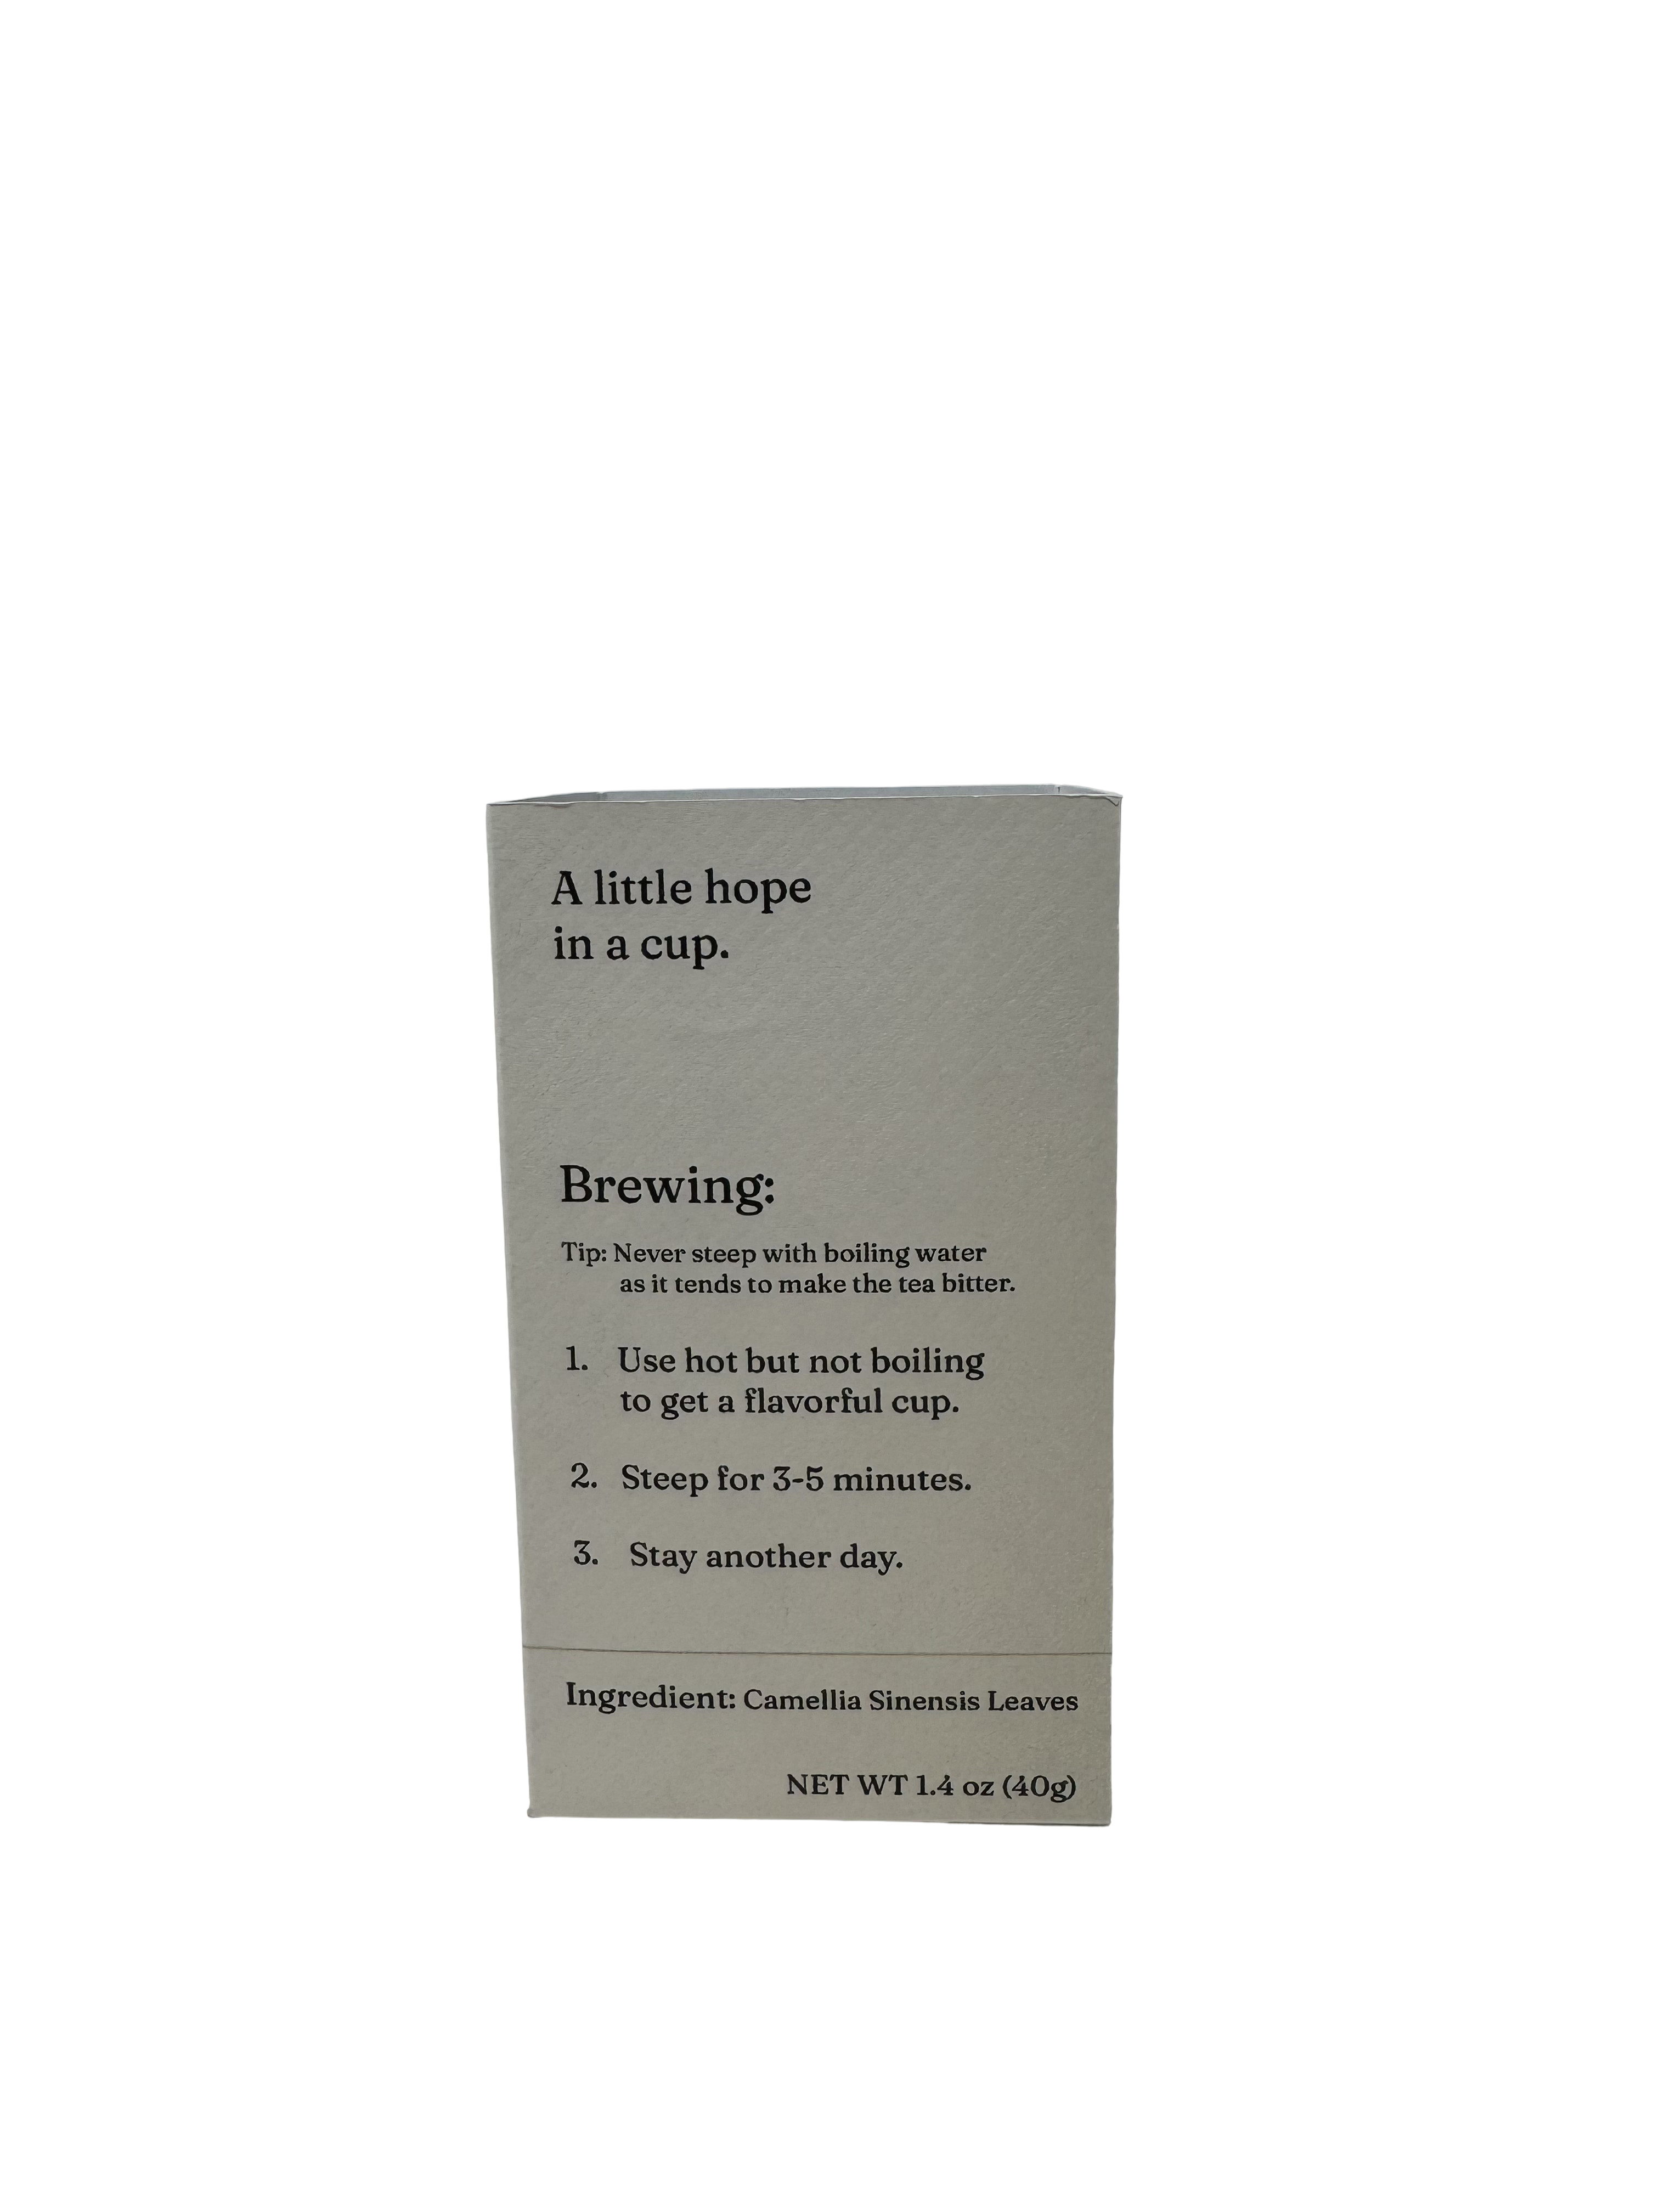 A little hope
in a cup.
Brewing:
Tip: Never steep with boiling water
as it tends to make the tea bitter.
1. Use hot but not boiling
to get a flavorful cup.
2. Steep for 3-5 minutes.
3. Stay another day.
Ingredient: Camellia Sinensis Leaves
NET WT 1.4 oz (40g)